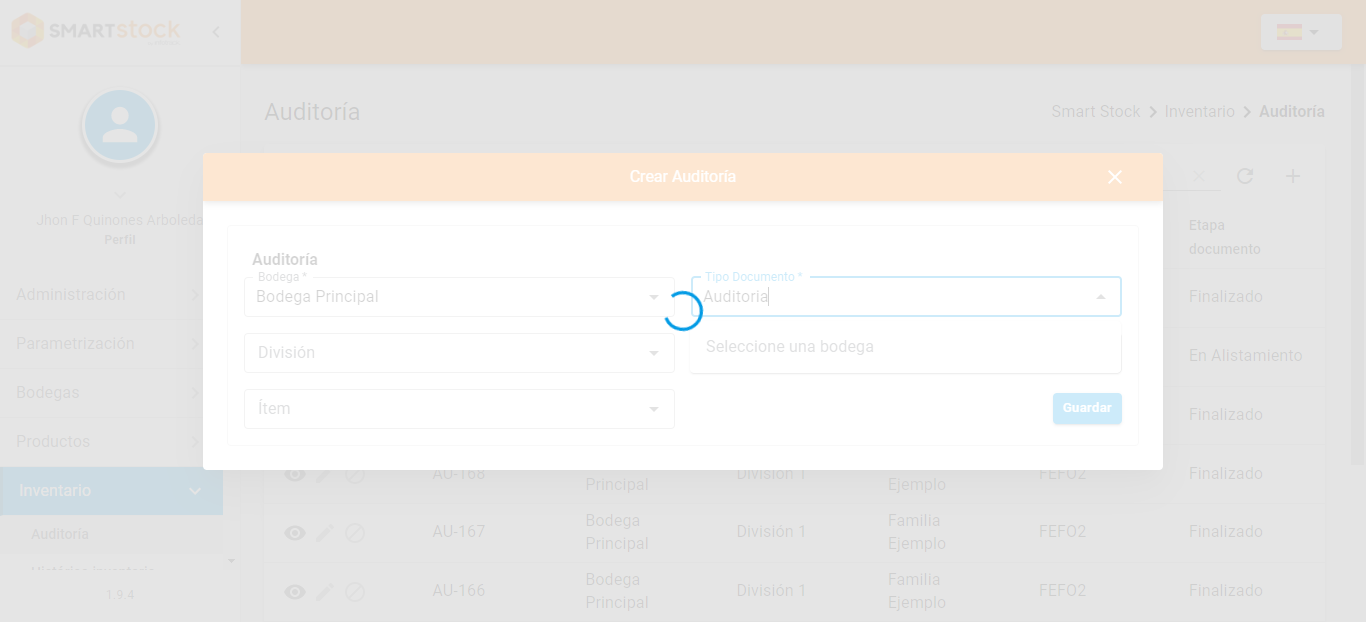 SMARTstock
Auditoría
Smart Stock > Inventario > Auditoría
Jhon F Quinones Arboleda
Perfil
Administración
Parametrización
Bodegas
Productos
Inventario
Auditoría
1.9.4
Crear Auditoría
Auditoría
Bodega *
Bodega Principal
Tipo Documento *
Auditoria
División
Seleccione una bodega
Ítem
Guardar
Etapa
documento
Finalizado
En Alistamiento
Finalizado
AU-168
Principal
División 1
Ejemplo
FEFO2
Finalizado
AU-167
Bodega
Principal
División 1
Familia
Ejemplo
FEFO2
Finalizado
AU-166
Bodega
Principal
División 1
Familia
Ejemplo
FEFO2
Finalizado